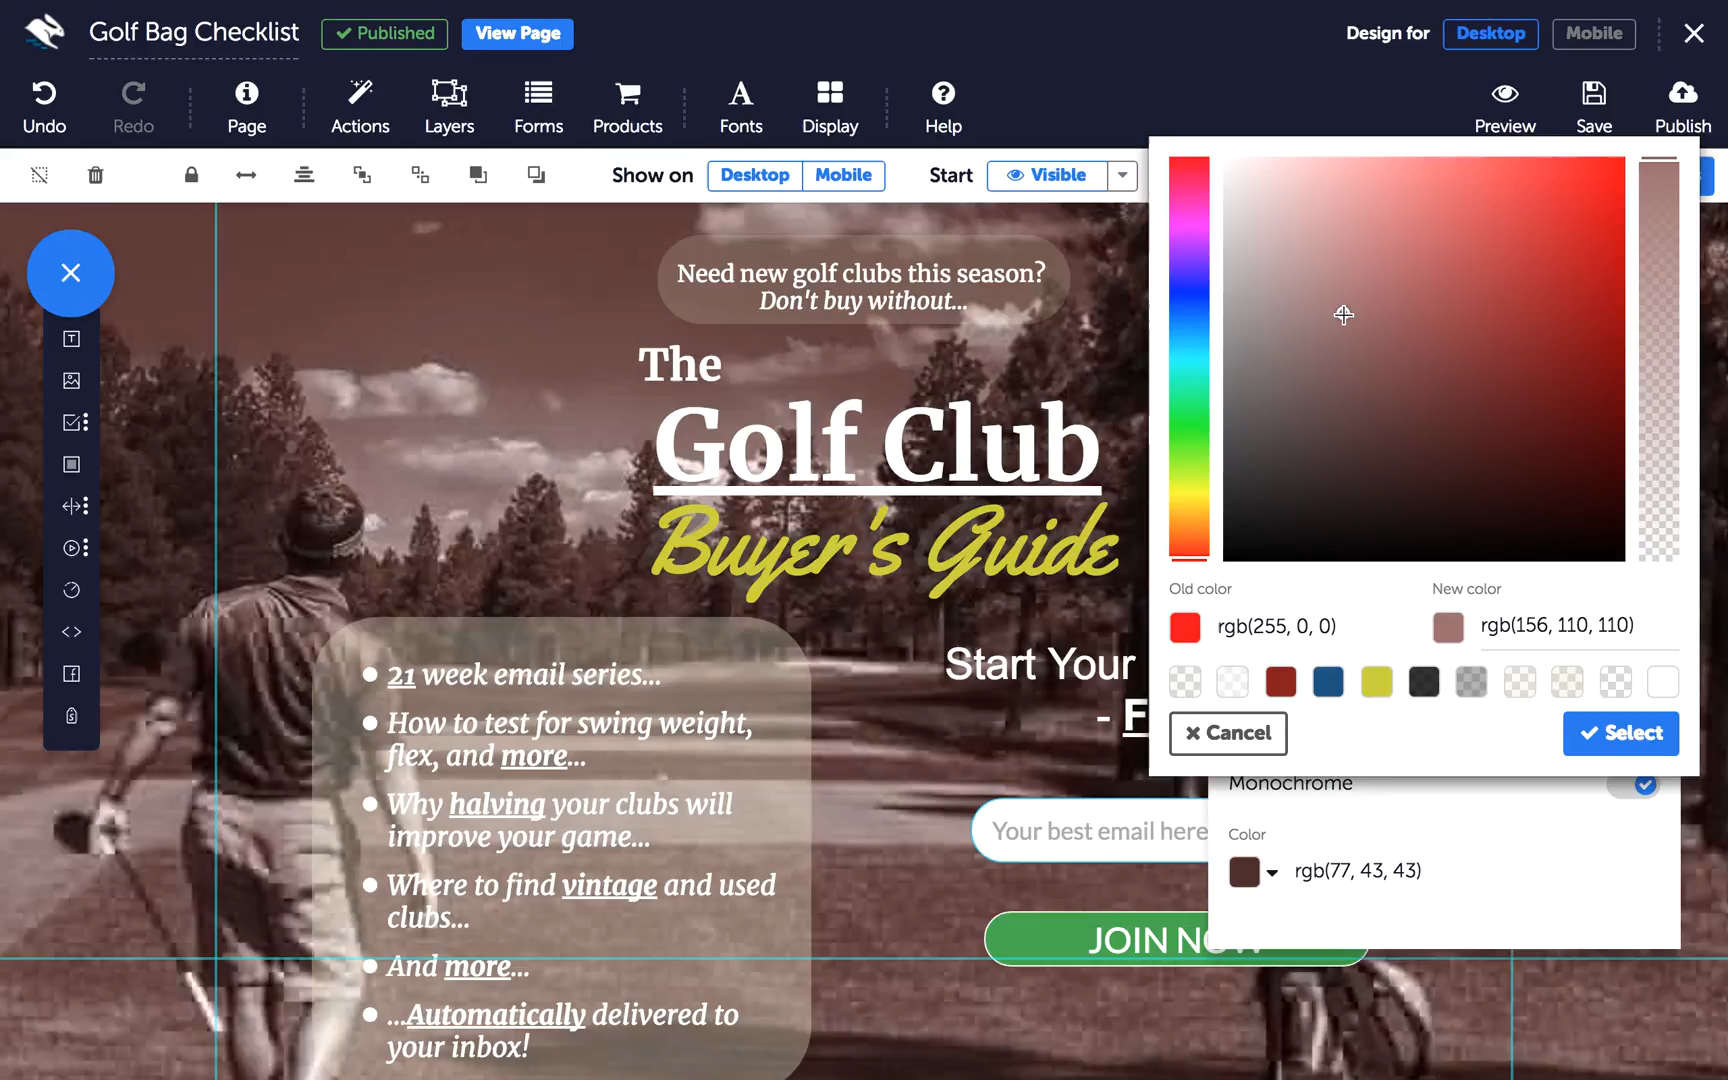 Golf Bag Checklist
Published
View Page
Design for
Desktop
Mobile
Undo
Redo
Page
Actions
Layers
Forms
Products
Fonts
Display
Help
Preview
Save
Publish
Show on
Desktop
Mobile
Start
Visible
Need new golf clubs this season?
Don't buy without...
The
Golf Club
Buyer's Guide
21 week email series...
How to test for swing weight,
flex, and more...
Why halving your clubs will
improve your game...
Where to find vintage and used
clubs...
And more...
...Automatically delivered to
your inbox!
Start Your
- F
Your best email here
JOIN NOW
Old color
rgb(255, 0, 0)
New color
rgb(156, 110, 110)
Cancel
Select
Monochrome
Color
rgb(77, 43, 43)